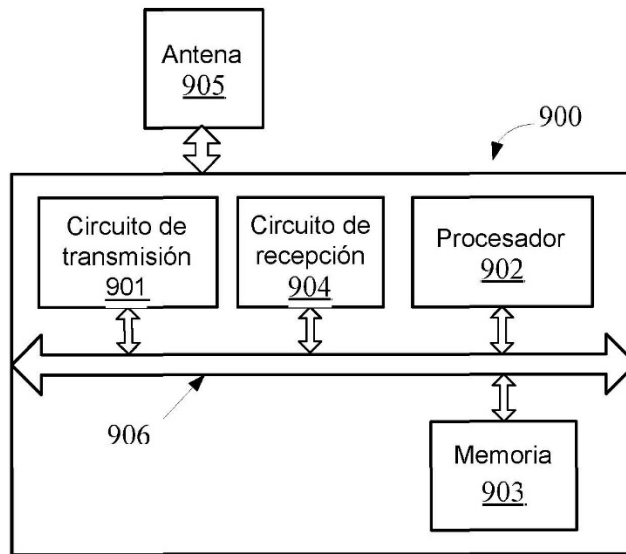 Antena
905
900
Circuito de
transmisión
901
Circuito de
recepción
904
Procesador
902
906
Memoria
903